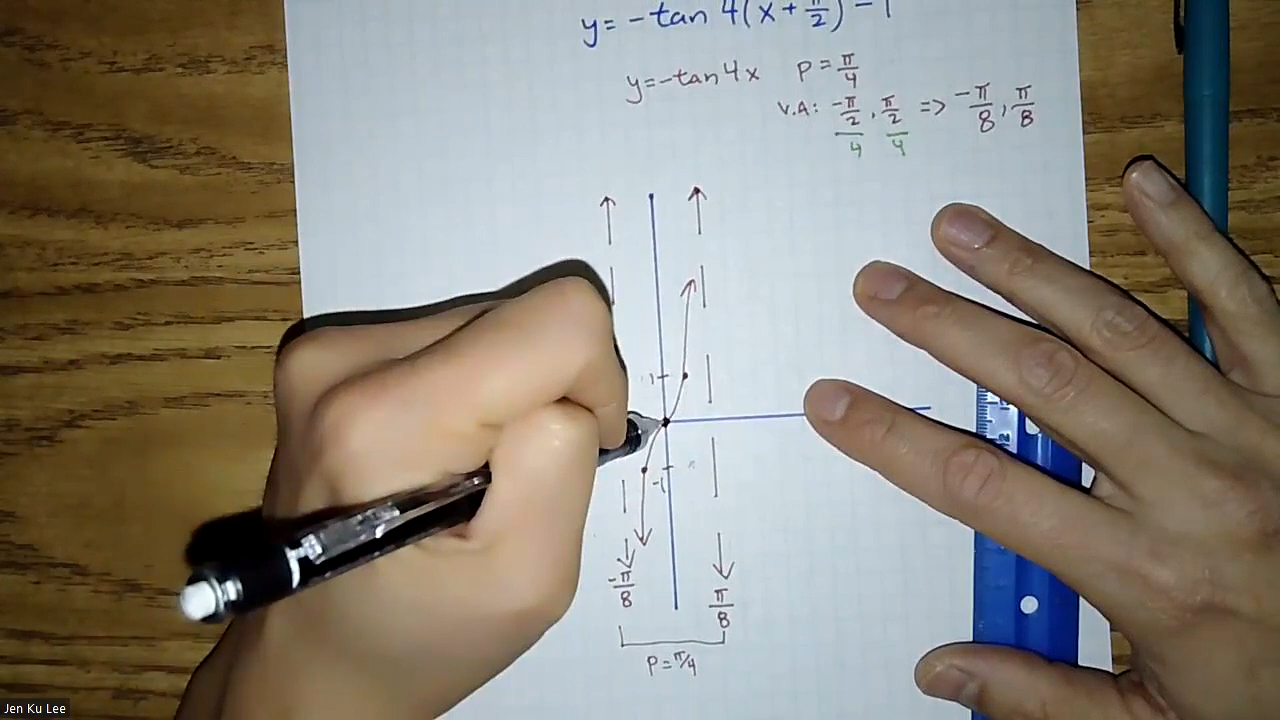 y = -tan 4(x + π/2) - 1
y = -tan 4x P = π/4
V.A: (-π/2)/4, (π/2)/4 => -π/8, π/8
1
-1
-π/8 π/8
P = π/4
Jen Ku Lee